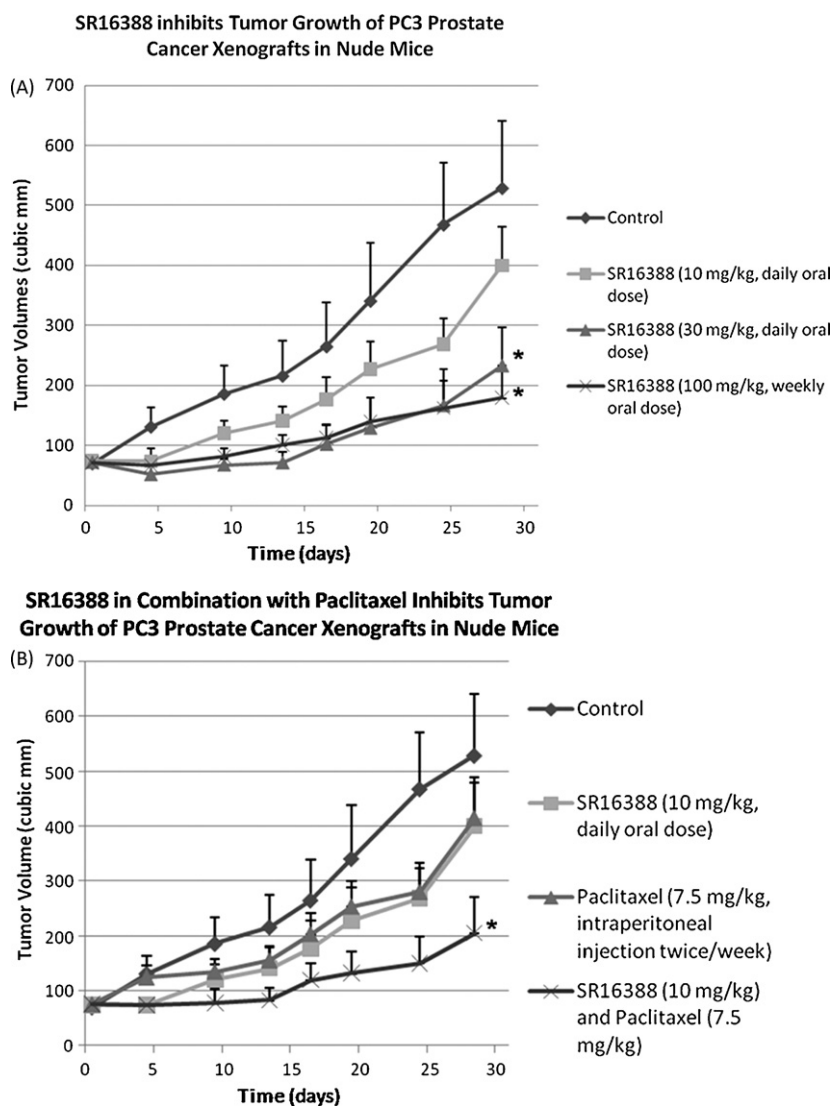 SR16388 inhibits Tumor Growth of PC3 Prostate
Cancer Xenografts in Nude Mice
(A)
700
600
500
400
300
200
100
0
Tumor Volumes (cubic mm)
0 5 10 15 20 25 30
Time (days)
*
*
Control
SR16388 (10 mg/kg, daily oral
dose)
SR16388 (30 mg/kg, daily oral
dose)
SR16388 (100 mg/kg, weekly
oral dose)
SR16388 in Combination with Paclitaxel Inhibits Tumor
Growth of PC3 Prostate Cancer Xenografts in Nude Mice
(B)
700
600
500
400
300
200
100
0
Tumor Volume (cubic mm)
0 5 10 15 20 25 30
Time (days)
*
Control
SR16388 (10 mg/kg,
daily oral dose)
Paclitaxel (7.5 mg/kg,
intraperitoneal
injection twice/week)
SR16388 (10 mg/kg)
and Paclitaxel (7.5
mg/kg)